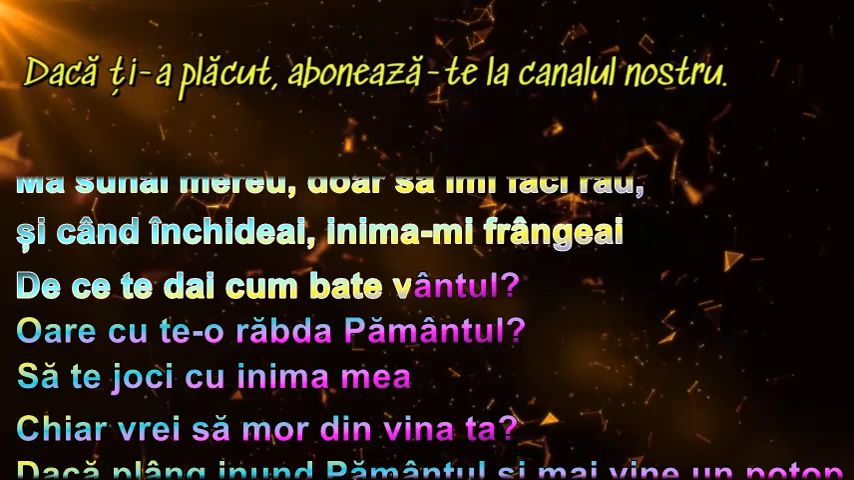 Dacă ți-a plăcut, abonează-te la canalul nostru.
Mă sunai mereu, doar să îmi faci rău,
și când închideai, inima-mi frângeai
De ce te dai cum bate vântul?
Oare cu te-o răbda Pământul?
Să te joci cu inima mea
Chiar vrei să mor din vina ta?
Dacă plâng inund Pământul și mai vine un potop